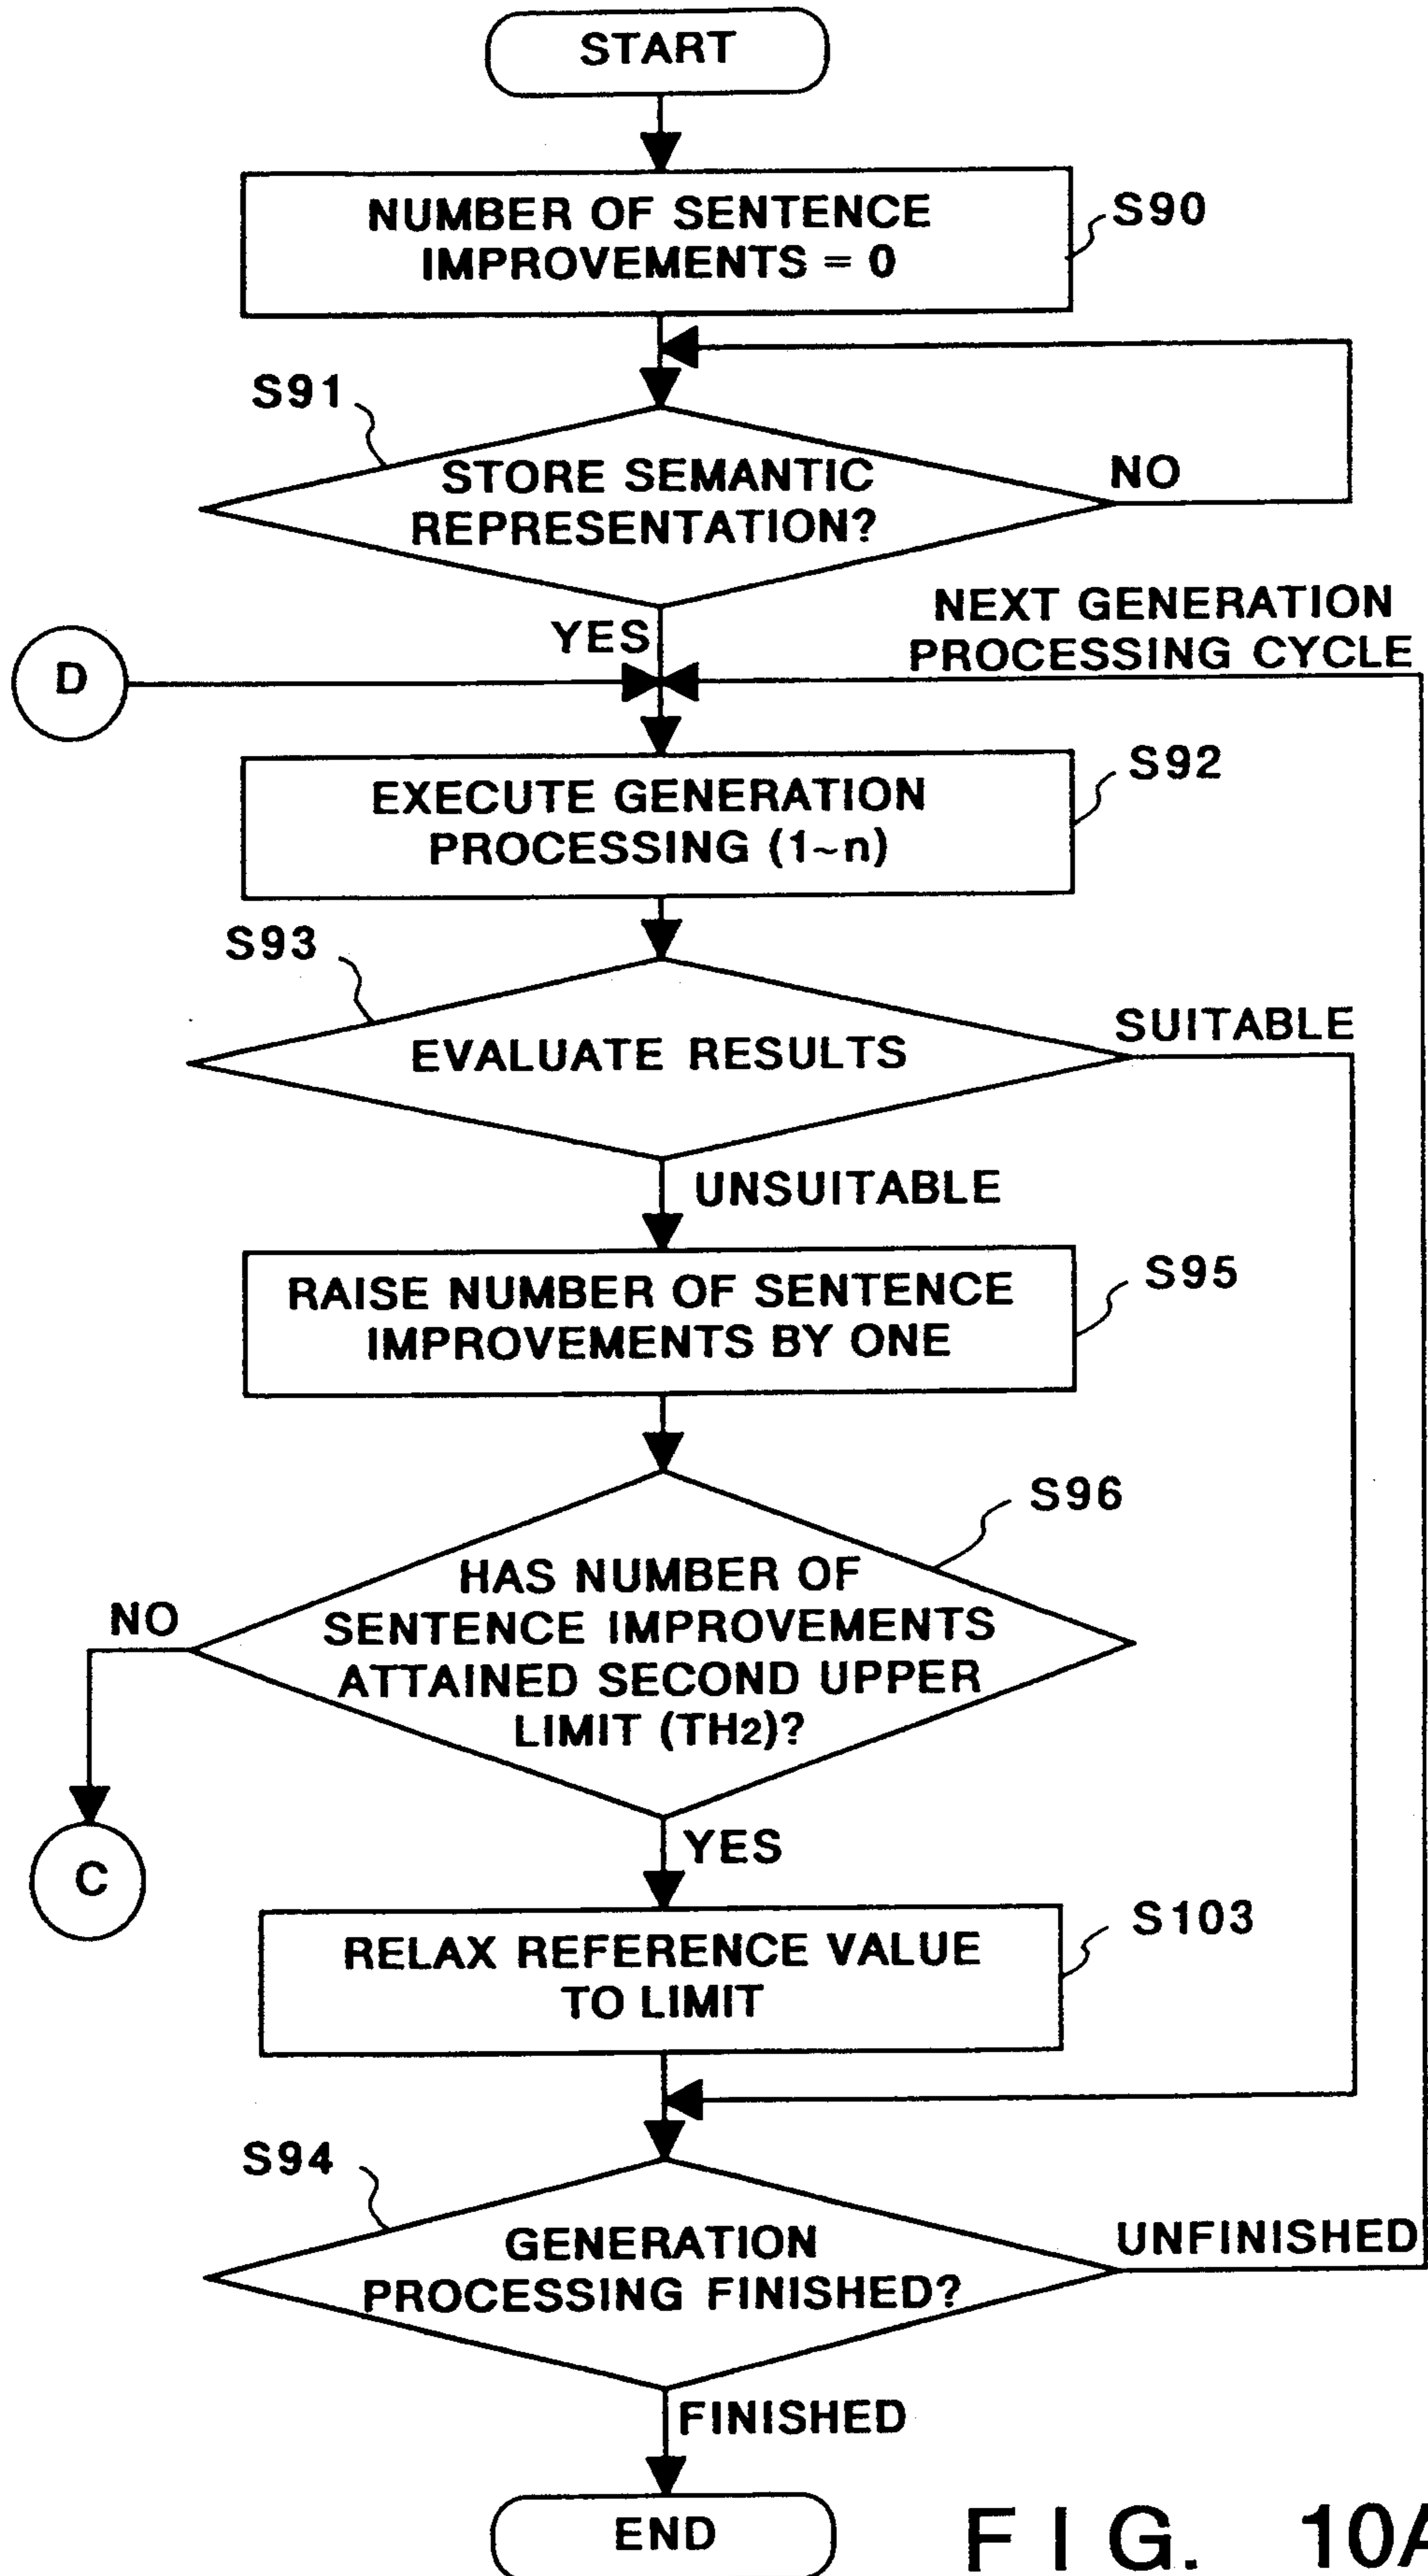 START
NUMBER OF SENTENCE
IMPROVEMENTS = 0
S90
S91
STORE SEMANTIC
REPRESENTATION?
NO
YES
NEXT GENERATION
PROCESSING CYCLE
D
EXECUTE GENERATION
PROCESSING (1~n)
S92
S93
EVALUATE RESULTS
SUITABLE
UNSUITABLE
RAISE NUMBER OF SENTENCE
IMPROVEMENTS BY ONE
S95
S96
HAS NUMBER OF
SENTENCE IMPROVEMENTS
ATTAINED SECOND UPPER
LIMIT (TH2)?
NO
C
YES
RELAX REFERENCE VALUE
TO LIMIT
S103
S94
GENERATION
PROCESSING FINISHED?
UNFINISHED
FINISHED
END
FIG. 10A